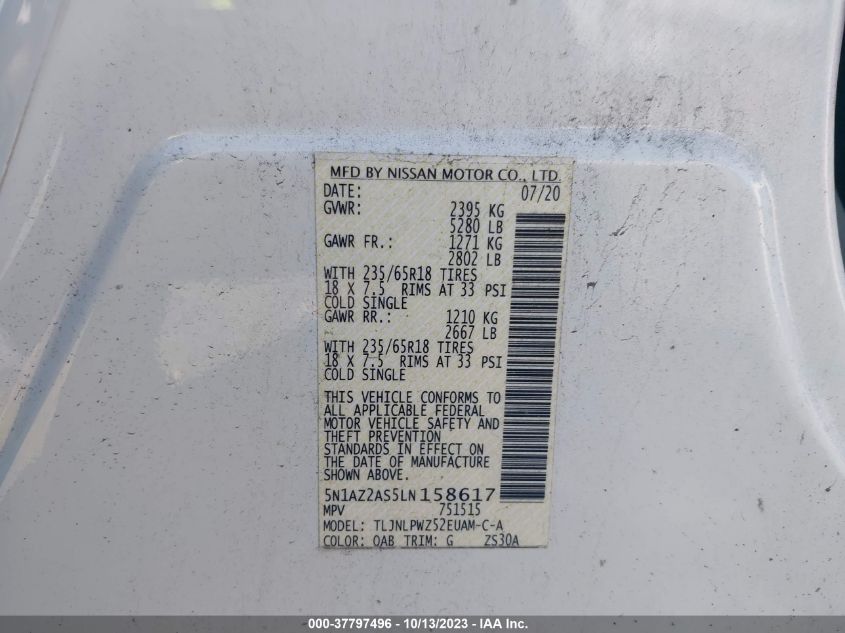 MFD BY NISSAN MOTOR CO., LTD.
DATE: 07/20
GVWR: 2395 KG
5280 LB
GAWR FR.: 1271 KG
2802 LB
WITH 235/65R18 TIRES
18 X 7.5 RIMS AT 33 PSI
COLD SINGLE
GAWR RR.: 1210 KG
2667 LB
WITH 235/65R18 TIRES
18 X 7.5 RIMS AT 33 PSI
COLD SINGLE
THIS VEHICLE CONFORMS TO
ALL APPLICABLE FEDERAL
MOTOR VEHICLE SAFETY AND
THEFT PREVENTION
STANDARDS IN EFFECT ON
THE DATE OF MANUFACTURE
SHOWN ABOVE.
5N1AZ2AS5LN158617
MPV 751515
MODEL: TLJNLPWZ52EUAM-C-A
COLOR: QAB TRIM: G ZS30A
000-37797496 - 10/13/2023 - IAA Inc.